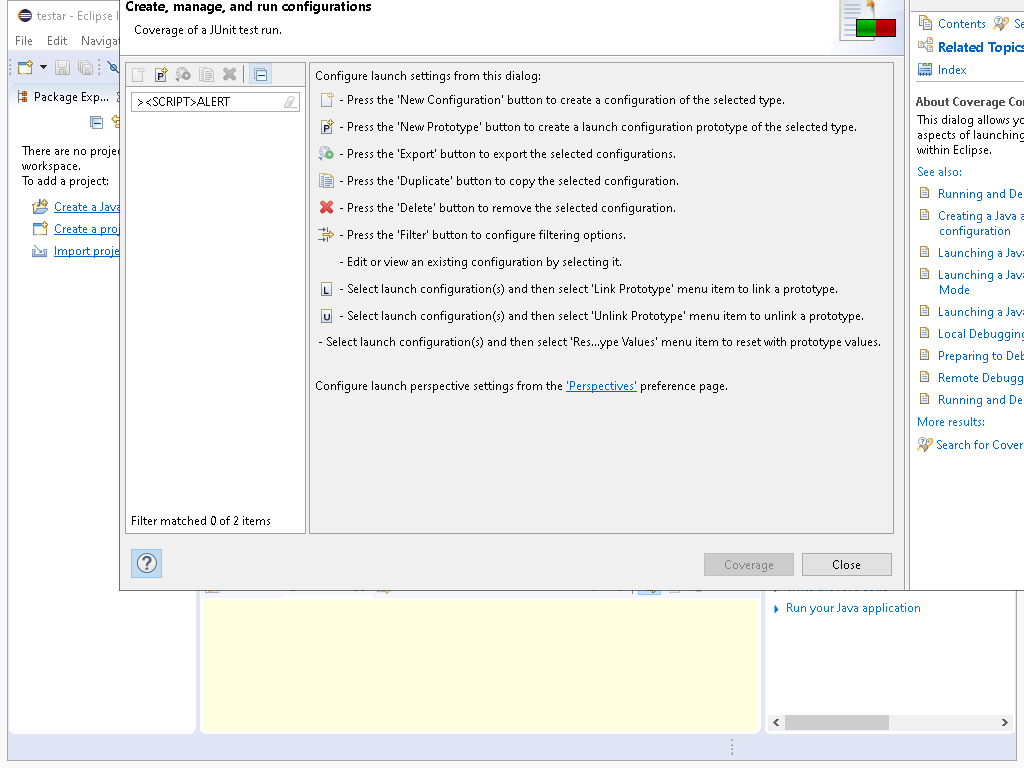 testar - Eclipse I
File Edit Navigat
Package Exp...
There are no proje
workspace.
To add a project:
Create a Java
Create a proj
Import proje
Create, manage, and run configurations
Coverage of a JUnit test run.
><SCRIPT>ALERT
Filter matched 0 of 2 items
Configure launch settings from this dialog:
- Press the 'New Configuration' button to create a configuration of the selected type.
P - Press the 'New Prototype' button to create a launch configuration prototype of the selected type.
- Press the 'Export' button to export the selected configurations.
- Press the 'Duplicate' button to copy the selected configuration.
- Press the 'Delete' button to remove the selected configuration.
- Press the 'Filter' button to configure filtering options.
- Edit or view an existing configuration by selecting it.
L - Select launch configuration(s) and then select 'Link Prototype' menu item to link a prototype.
U - Select launch configuration(s) and then select 'Unlink Prototype' menu item to unlink a prototype.
- Select launch configuration(s) and then select 'Res...ype Values' menu item to reset with prototype values.
Configure launch perspective settings from the 'Perspectives' preference page.
Coverage Close
Contents Se
Related Topics
Index
About Coverage Co
This dialog allows yo
aspects of launching
within Eclipse.
See also:
Running and De
Creating a Java a
configuration
Launching a Java
Launching a Java
Mode
Launching a Java
Local Debugging
Preparing to Deb
Remote Debugg
Running and De
More results:
Search for Cover
Run your Java application